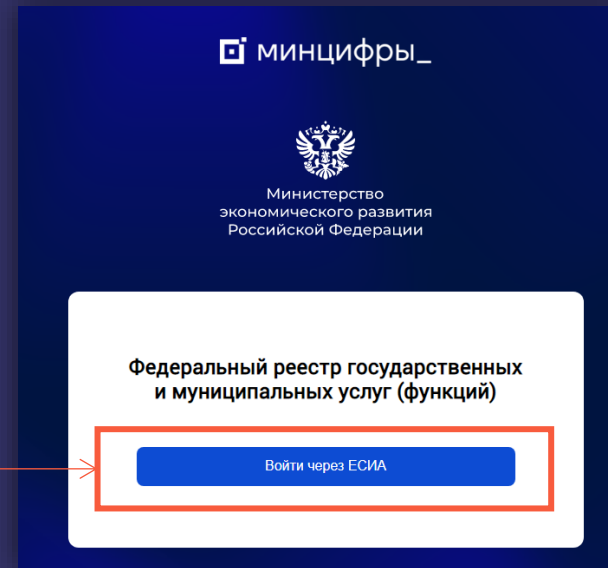 минцифры_
Министерство
экономического развития
Российской Федерации
Федеральный реестр государственных
и муниципальных услуг (функций)
Войти через ЕСИА